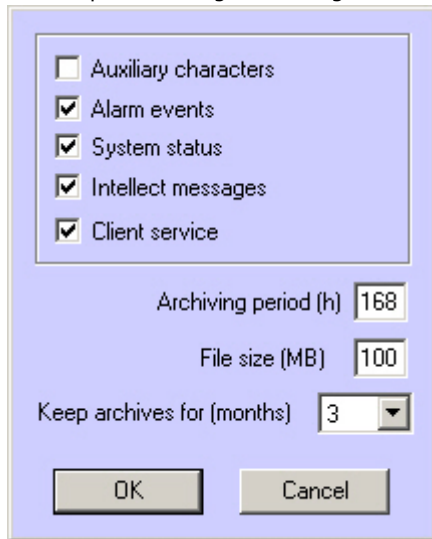 Auxiliary characters
Alarm events
System status
Intellect messages
Client service
Archiving period (h) 168
File size (MB) 100
Keep archives for (months) 3
OK Cancel